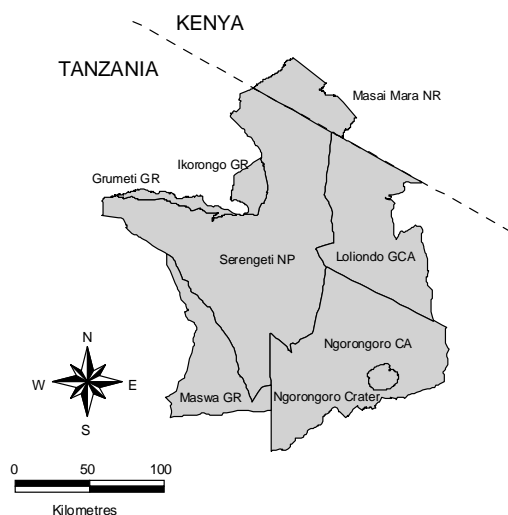 KENYA
TANZANIA
Masai Mara NR
Ikorongo GR
Grumeti GR
Serengeti NP
Loliondo GCA
Ngorongoro CA
N
W E
S
Maswa GR
Ngorongoro Crater
0 50 100
Kilometres